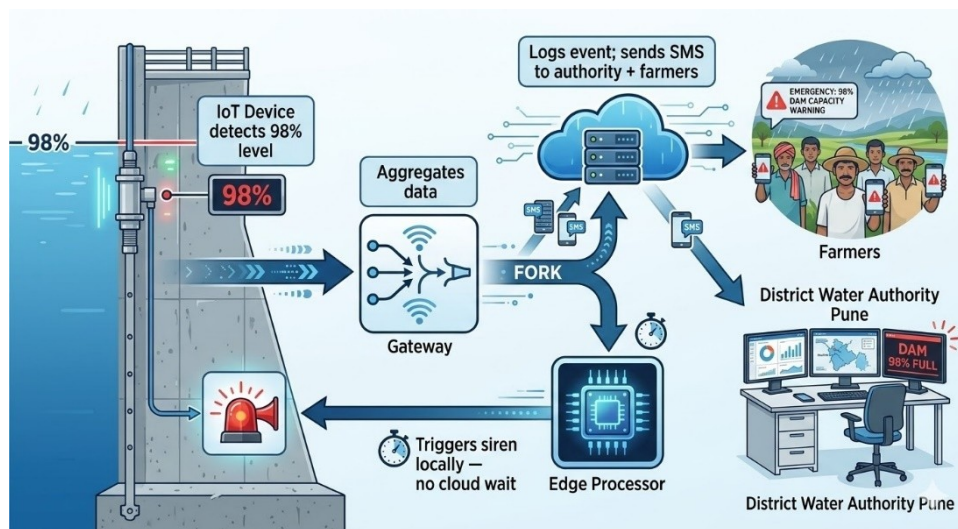 98%
IoT Device
detects 98%
level
98%
Aggregates
data
Gateway
FORK
Logs event; sends SMS
to authority + farmers
SMS
SMS
SMS
EMERGENCY: 98%
DAM CAPACITY
WARNING
Farmers
District Water Authority
Pune
DAM
98% FULL
District Water Authority Pune
Triggers siren
locally —
no cloud wait
Edge Processor